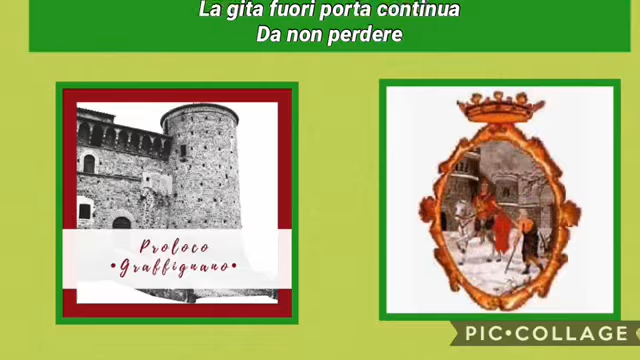 La gita fuori porta continua
Da non perdere
Proloco
•Graffignano•
PIC•COLLAGE